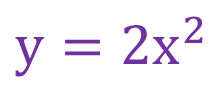 y = 2x²